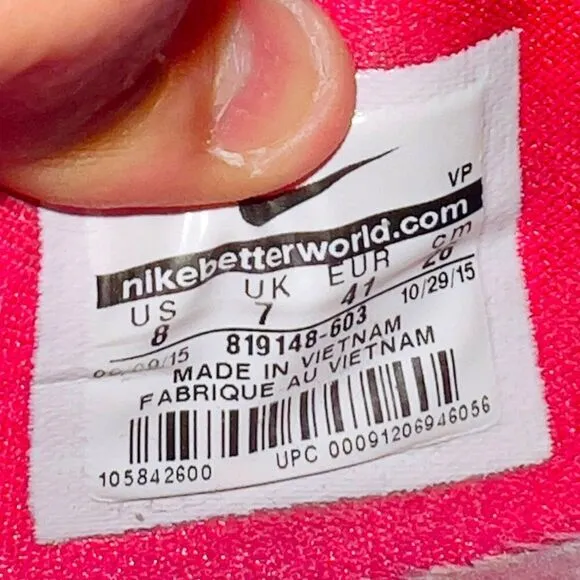 VP
nikebetterworld.com
US UK EUR cm
8 7 41 26
10/29/15
819148-603
MADE IN VIETNAM
FABRIQUE AU VIETNAM
105842600 UPC 00091206946056